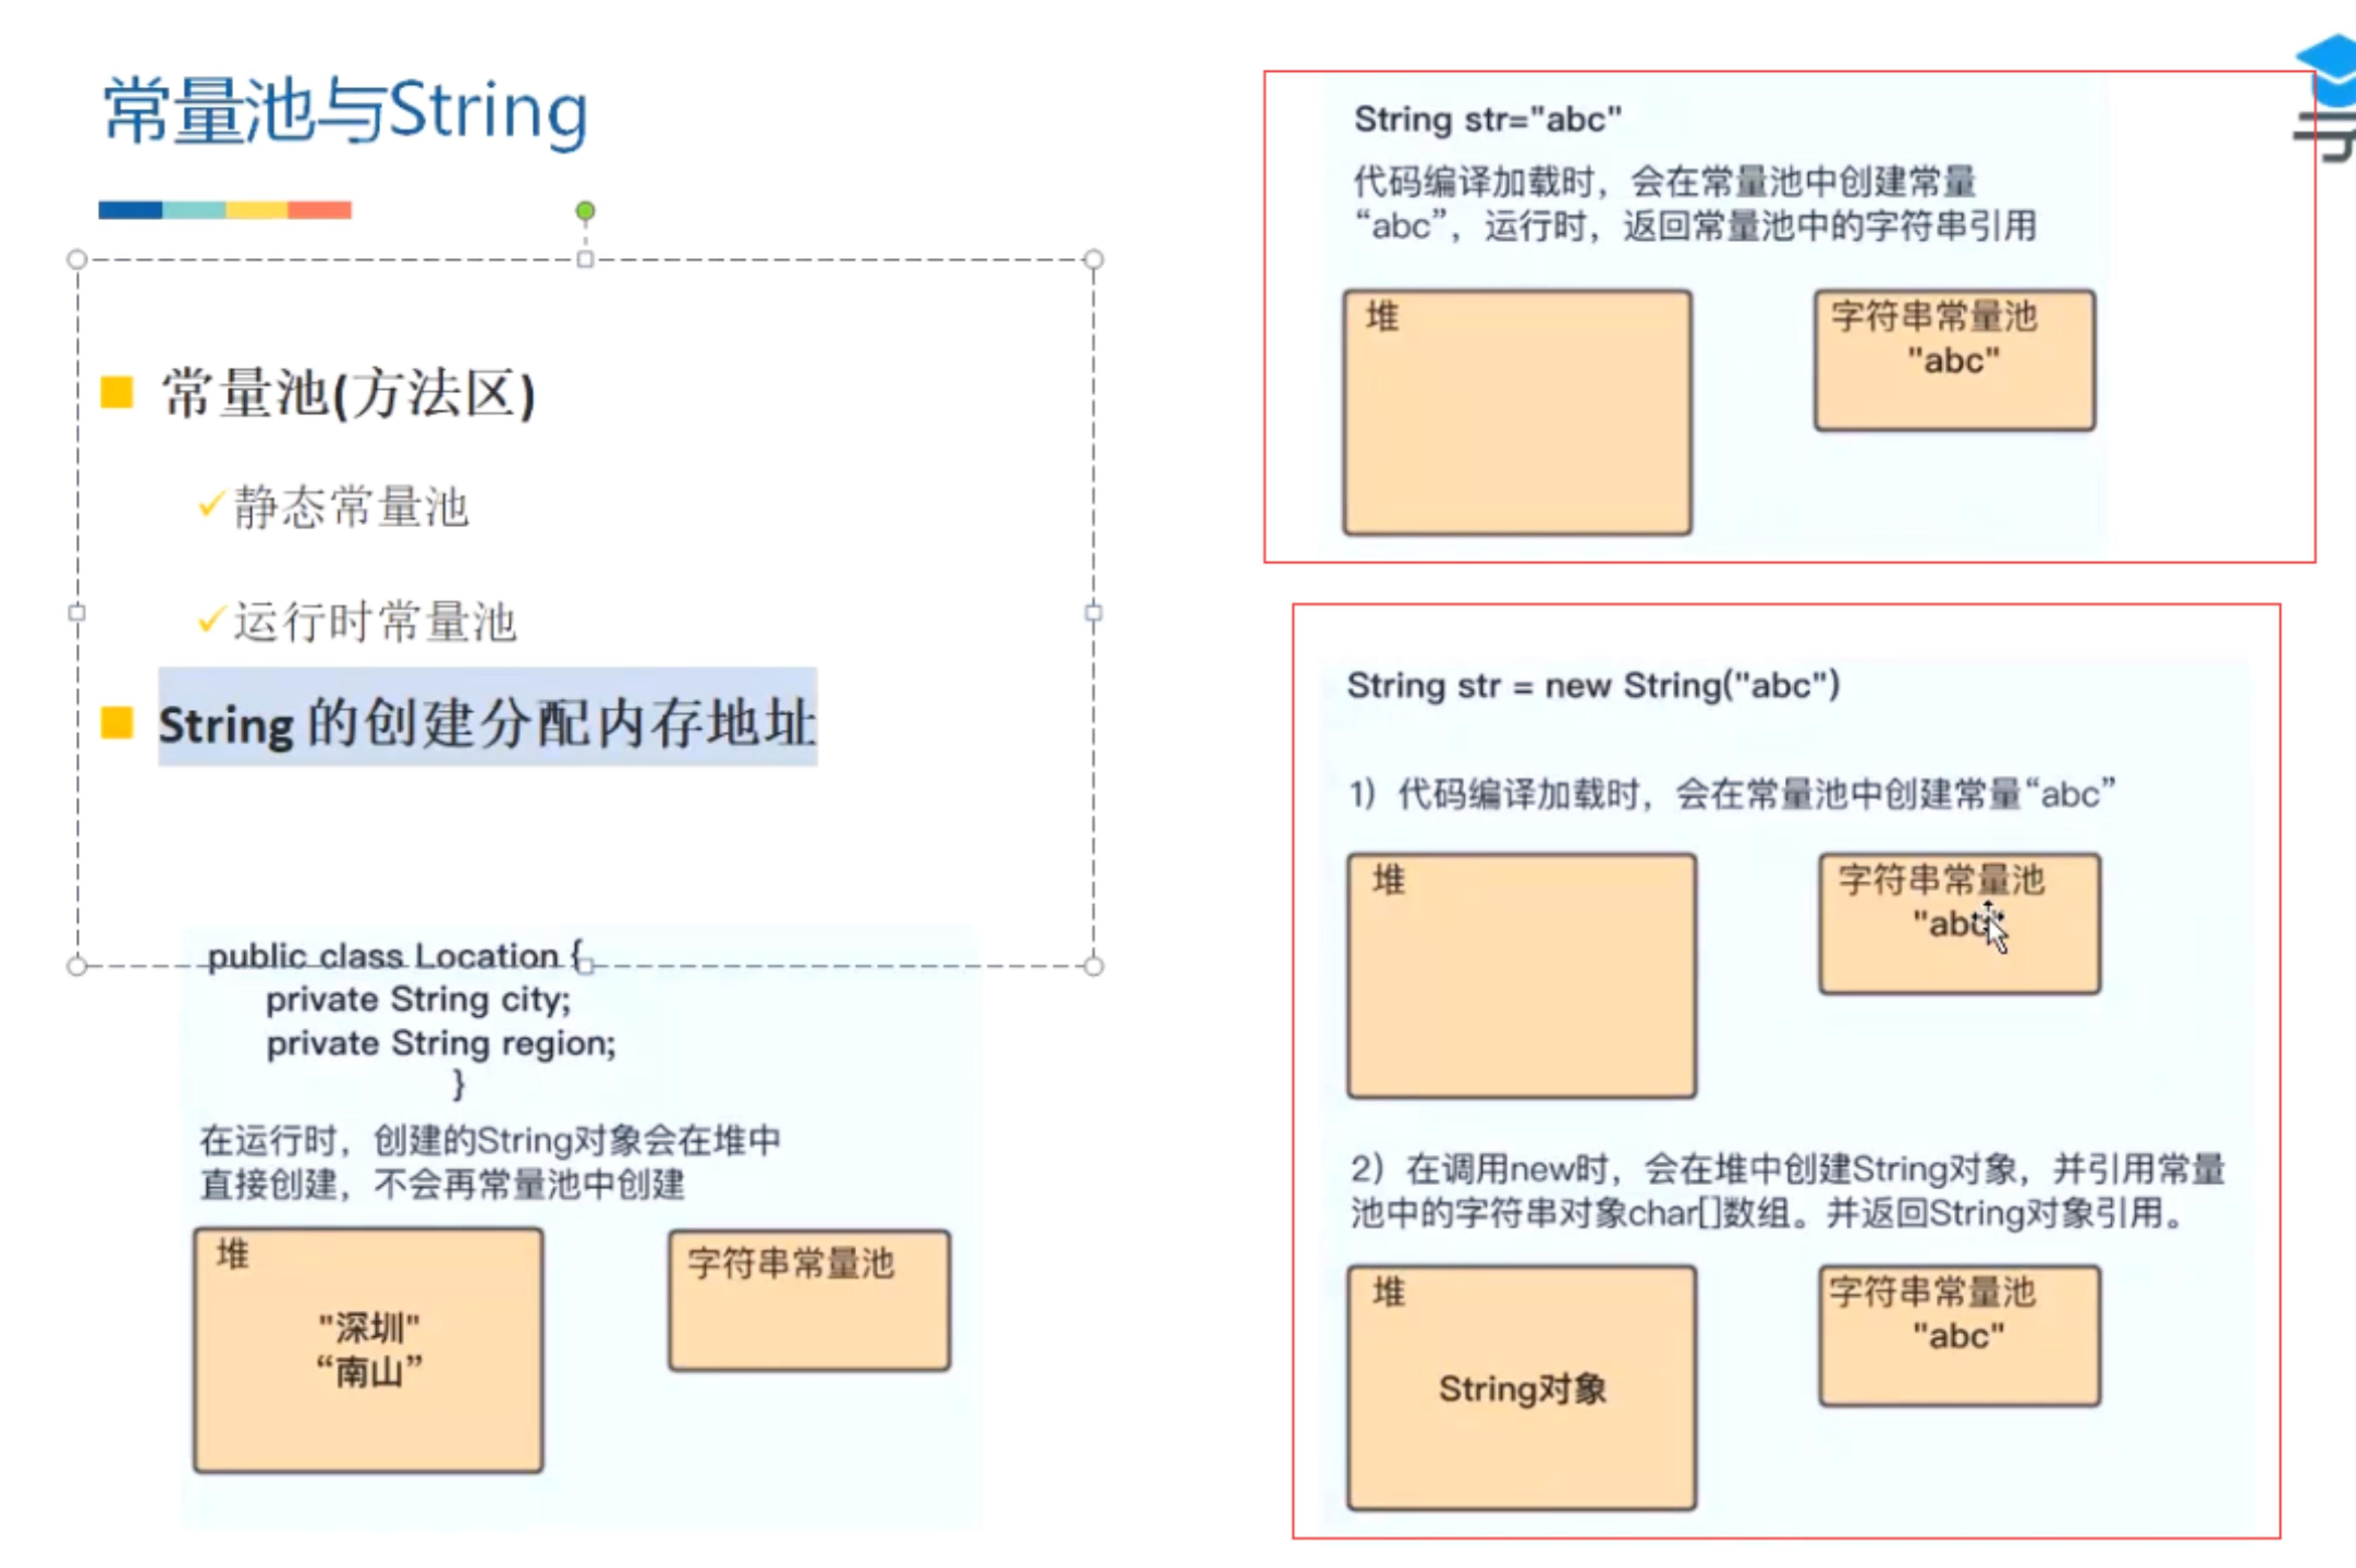 常量池与String
常量池(方法区)
静态常量池
运行时常量池
String 的创建分配内存地址
public class Location {
private String city;
private String region;
}
在运行时，创建的String对象会在堆中
直接创建，不会再常量池中创建
堆
"深圳"
“南山”
字符串常量池
String str="abc"
代码编译加载时，会在常量池中创建常量
“abc”，运行时，返回常量池中的字符串引用
堆
字符串常量池
"abc"
String str = new String("abc")
1）代码编译加载时，会在常量池中创建常量“abc”
堆
字符串常量池
"abc"
2）在调用new时，会在堆中创建String对象，并引用常量
池中的字符串对象char[]数组。并返回String对象引用。
堆
String对象
字符串常量池
"abc"